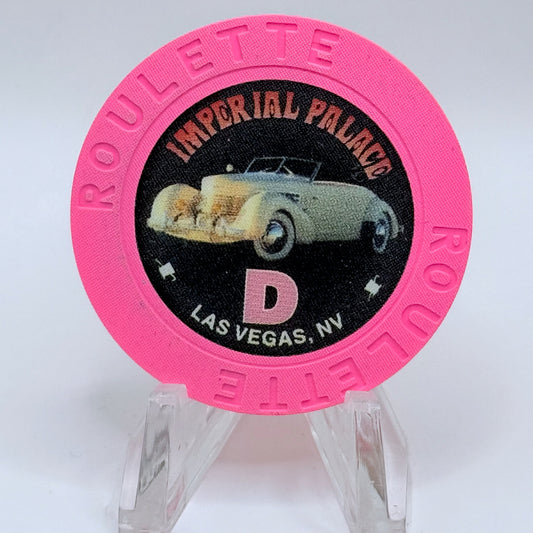 ROULETTE
IMPERIAL PALACE
D
LAS VEGAS, NV
ROULETTE
ROULETTE